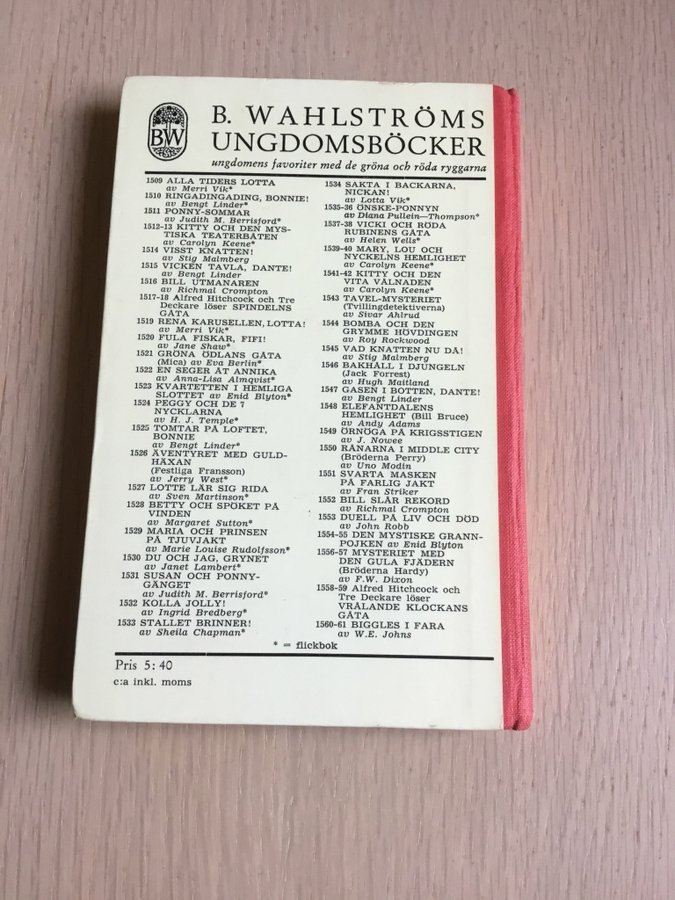 BW
B. WAHLSTRÖMS
UNGDOMSBÖCKER
ungdomens favoriter med de gröna och röda ryggarna
1509 ALLA TIDERS LOTTA
av Merri Vik*
1510 RINGADINGADING, BONNIE!
av Bengt Linder*
1511 PONNY-SOMMAR
av Judith M. Berrisford*
1512-13 KITTY OCH DEN MYS-
TISKA TEATERBÅTEN
av Carolyn Keene*
1514 VISST KNATTEN!
av Stig Malmberg
1515 VICKEN TAVLA, DANTE!
av Bengt Linder
1516 BILL UTMANAREN
av Richmal Crompton
1517-18 Alfred Hitchcock och Tre
Deckare löser SPINDELNS
GÅTA
1519 RENA KARUSELLEN, LOTTA!
av Merri Vik*
1520 FULA FISKAR, FIFI!
av Jane Shaw*
1521 GRÖNA ÖDLANS GÅTA
(Mica) av Eva Berlin*
1522 EN SEGER ÅT ANNIKA
av Anna-Lisa Almqvist*
1523 KVARTETTEN I HEMLIGA
SLOTTET av Enid Blyton*
1524 PEGGY OCH DE 7
NYCKLARNA
av H. J. Temple*
1525 TOMTAR PÅ LOFTET,
BONNIE
av Bengt Linder*
1526 ÄVENTYRET MED GULD-
HÄXAN
(Festliga Fransson)
av Jerry West*
1527 LOTTE LÄR SIG RIDA
av Sven Martinson*
1528 BETTY OCH SPÖKET PÅ
VINDEN
av Margaret Sutton*
1529 MARIA OCH PRINSEN
PÅ TJUVJAKT
av Marie Louise Rudolfsson*
1530 DU OCH JAG, GRYNET
av Janet Lambert*
1531 SUSAN OCH PONNY-
GÄNGET
av Judith M. Berrisford*
1532 KOLLA JOLLY!
av Ingrid Bredberg*
1533 STALLET BRINNER!
av Sheila Chapman*
1534 SAKTA I BACKARNA,
NICKAN!
av Lotta Vik*
1535-36 ÖNSKE-PONNYN
av Diana Pullein—Thompson*
1537-38 VICKI OCH RÖDA
RUBINENS GÅTA
av Helen Wells*
1539-40 MARY, LOU OCH
NYCKELNS HEMLIGHET
av Carolyn Keene*
1541-42 KITTY OCH DEN
VITA VÅLNADEN
av Carolyn Keene*
1543 TAVEL-MYSTERIET
(Tvillingdetektiverna)
av Sivar Ahlrud
1544 BOMBA OCH DEN
GRYMME HÖVDINGEN
av Roy Rockwood
1545 VAD KNATTEN NU DÅ!
av Stig Malmberg
1546 BAKHÅLL I DJUNGELN
(Jack Forrest)
av Hugh Maitland
1547 GASEN I BOTTEN, DANTE!
av Bengt Linder
1548 ELEFANTDALENS
HEMLIGHET (Bill Bruce)
av Andy Adams
1549 ÖRNÖGA PÅ KRIGSSTIGEN
av J. Nowee
1550 RÅNARNA I MIDDLE CITY
(Bröderna Perry)
av Uno Modin
1551 SVARTA MASKEN
PÅ FARLIG JAKT
av Fran Striker
1552 BILL SLÅR REKORD
av Richmal Crompton
1553 DUELL PÅ LIV OCH DÖD
av John Robb
1554-55 DEN MYSTISKE GRANN-
POJKEN av Enid Blyton
1556-57 MYSTERIET MED
DEN GULA FJÄDERN
(Bröderna Hardy)
av F.W. Dixon
1558-59 Alfred Hitchcock och
Tre Deckare löser
VRÅLANDE KLOCKANS
GÅTA
1560-61 BIGGLES I FARA
av W.E. Johns
* = flickbok
Pris 5:40
c:a inkl. moms